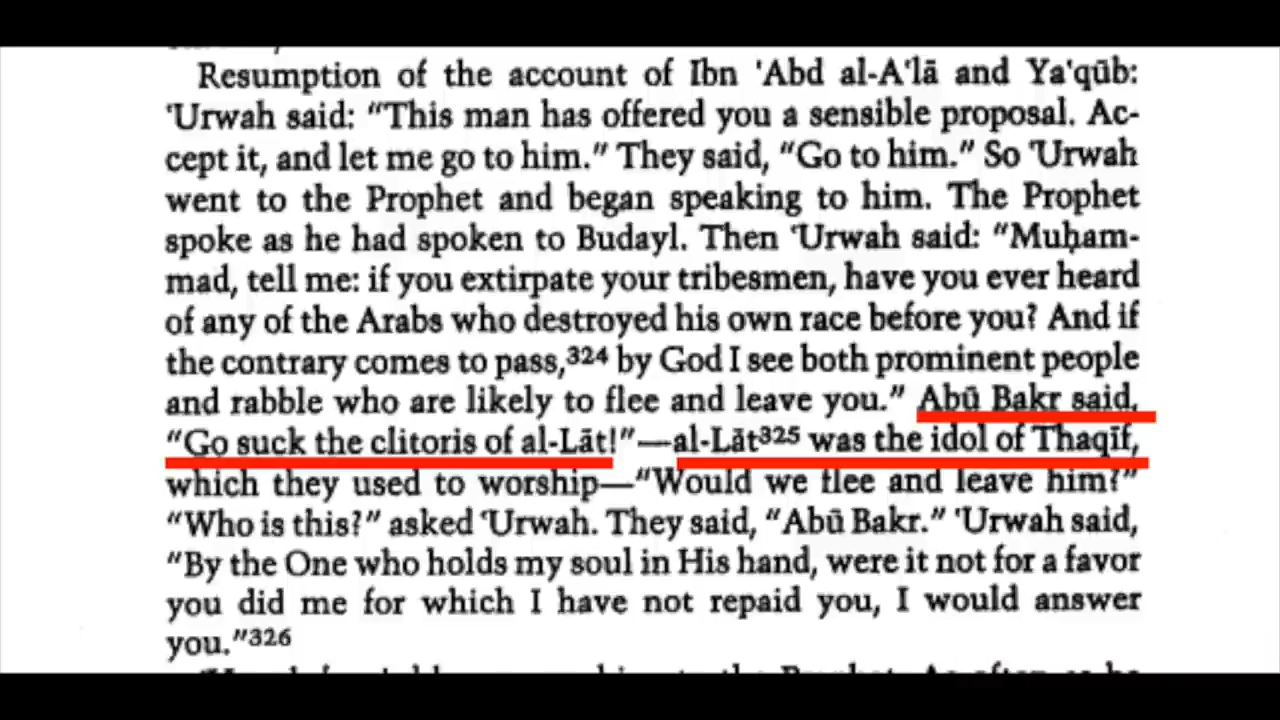 Resumption of the account of Ibn 'Abd al-A'lā and Ya'qūb:
'Urwah said: "This man has offered you a sensible proposal. Ac-
cept it, and let me go to him." They said, "Go to him." So 'Urwah
went to the Prophet and began speaking to him. The Prophet
spoke as he had spoken to Budayl. Then 'Urwah said: "Muḥam-
mad, tell me: if you extirpate your tribesmen, have you ever heard
of any of the Arabs who destroyed his own race before you? And if
the contrary comes to pass,324 by God I see both prominent people
and rabble who are likely to flee and leave you." Abū Bakr said,
"Go suck the clitoris of al-Lāt!"—al-Lāt325 was the idol of Thaqīf,
which they used to worship—"Would we flee and leave him?"
"Who is this?" asked 'Urwah. They said, "Abū Bakr." 'Urwah said,
"By the One who holds my soul in His hand, were it not for a favor
you did me for which I have not repaid you, I would answer
you."326